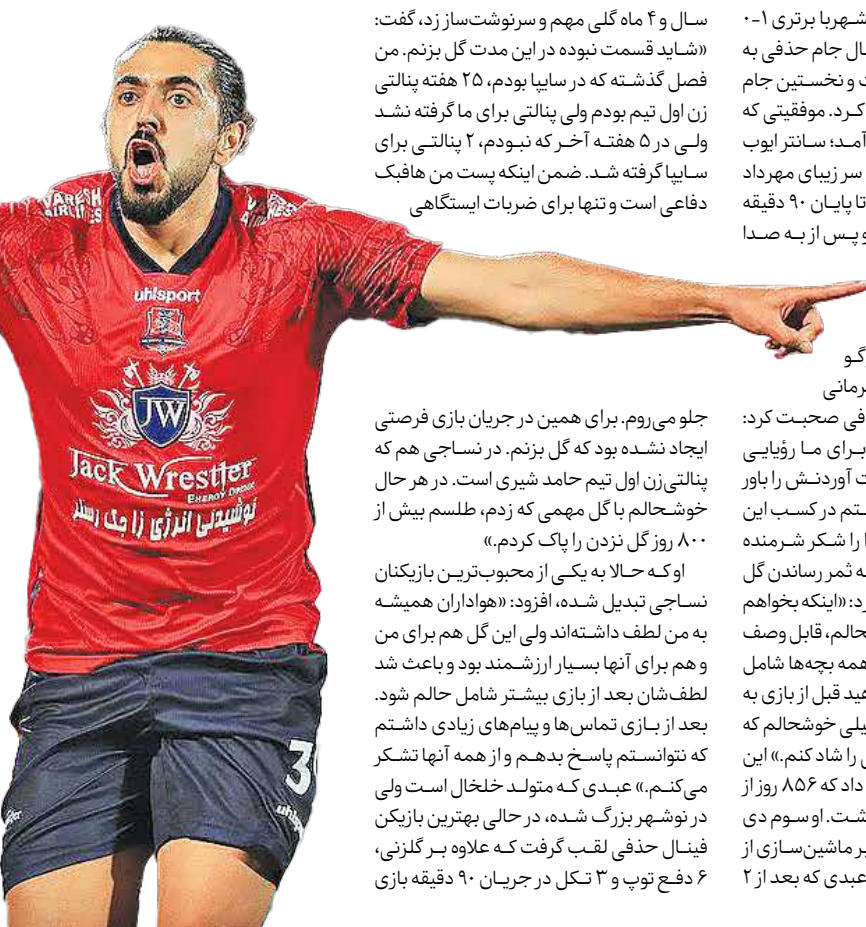 شهر با برتری ۱-۰
ال جام حذفی به
ت و نخستین جام
کرد. موفقیتی که
آمد؛ سانتر ایوب
سر زیبای مهرداد
تا پایان ۹۰ دقیقه
و پس از به صدا
گو
رمانی
فی صحبت کرد:
برای ما رؤیایی
ت آوردنش را باور
ستم در کسب این
ا را شکر شرمنده
ه ثمر رساندن گل
رد: «اینکه بخواهم
حالم، قابل وصف
همه بچه‌ها شامل
هید قبل از بازی به
یلی خوشحالم که
ی را شاد کنم.» این
داد که ۸۵۶ روز از
شت. او سوم دی
بر ماشین‌سازی از
عبدی که بعد از ۲
سال و ۴ ماه گلی مهم و سرنوشت‌ساز زد، گفت:
«شاید قسمت نبوده در این مدت گل بزنم. من
فصل گذشته که در سایپا بودم، ۲۵ هفته پنالتی
زن اول تیم بودم ولی پنالتی برای ما گرفته نشد
ولی در ۵ هفته آخر که نبودم، ۲ پنالتی برای
سایپا گرفته شد. ضمن اینکه پست من هافبک
دفاعی است و تنها برای ضربات ایستگاهی
جلو می‌روم. برای همین در جریان بازی فرصتی
ایجاد نشده بود که گل بزنم. در نساجی هم که
پنالتی‌زن اول تیم حامد شیری است. در هر حال
خوشحالم با گل مهمی که زدم، طلسم بیش از
۸۰۰ روز گل نزدن را پاک کردم.»
او که حالا به یکی از محبوب‌ترین بازیکنان
نساجی تبدیل شده، افزود: «هواداران همیشه
به من لطف داشته‌اند ولی این گل هم برای من
و هم برای آنها بسیار ارزشمند بود و باعث شد
لطف‌شان بعد از بازی بیشتر شامل حالم شود.
بعد از بازی تماس‌ها و پیام‌های زیادی داشتم
که نتوانستم پاسخ بدهم و از همه آنها تشکر
می‌کنم.» عبدی که متولد خلخال است ولی
در نوشهر بزرگ شده، در حالی بهترین بازیکن
فینال حذفی لقب گرفت که علاوه بر گلزنی،
۶ دفع توپ و ۳ تکل در جریان ۹۰ دقیقه بازی
VARESH
AIRLINES
uhlsport
JW
Jack Wrestler
ENERGY DRINK
نوشیدنی انرژی زا جک رستلر